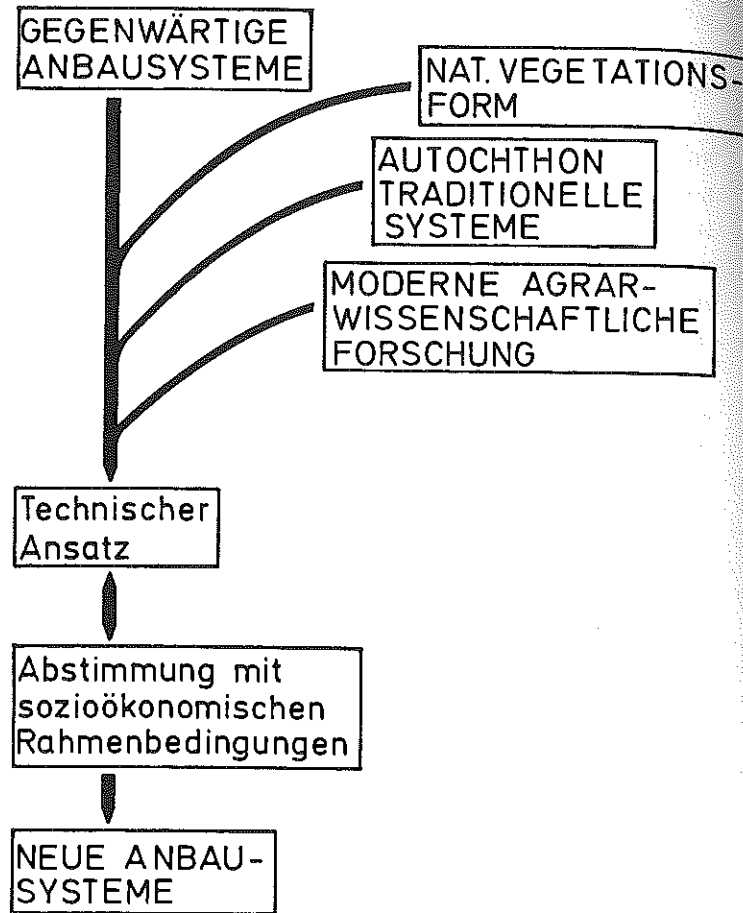 GEGENWÄRTIGE
ANBAUSYSTEME
NAT. VEGETATIONS-
FORM
AUTOCHTHON
TRADITIONELLE
SYSTEME
MODERNE AGRAR-
WISSENSCHAFTLICHE
FORSCHUNG
Technischer
Ansatz
Abstimmung mit
sozioökonomischen
Rahmenbedingungen
NEUE ANBAU-
SYSTEME